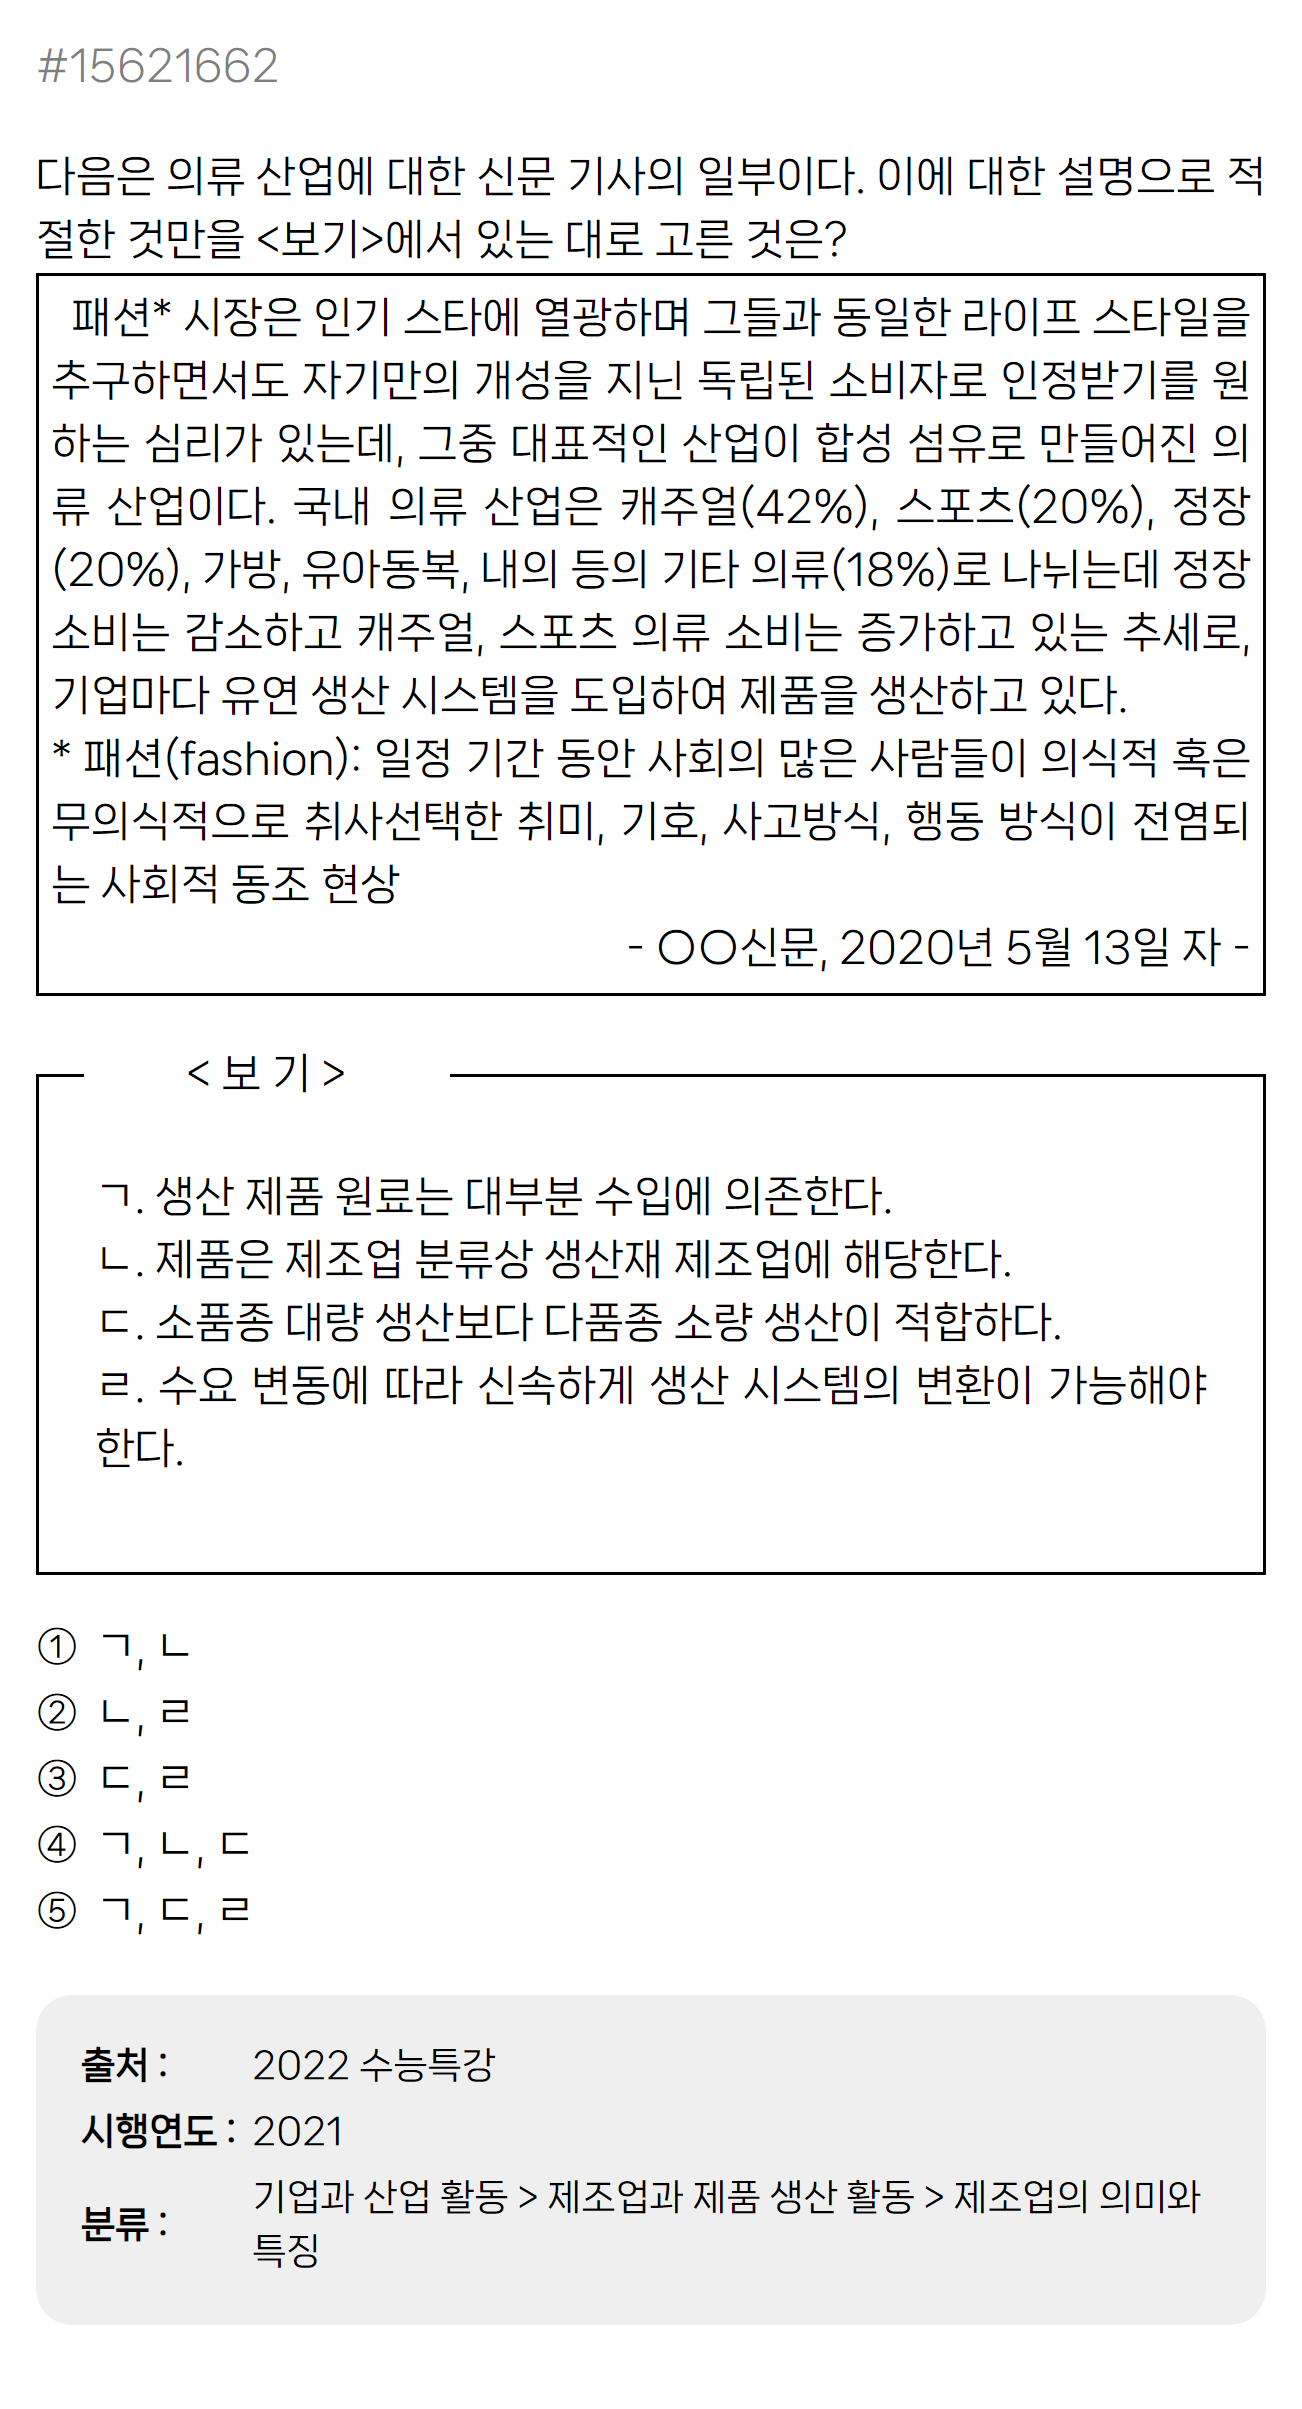 #15621662
다음은 의류 산업에 대한 신문 기사의 일부이다. 이에 대한 설명으로 적
절한 것만을 <보기>에서 있는 대로 고른 것은?
패션* 시장은 인기 스타에 열광하며 그들과 동일한 라이프 스타일을
추구하면서도 자기만의 개성을 지닌 독립된 소비자로 인정받기를 원
하는 심리가 있는데, 그중 대표적인 산업이 합성 섬유로 만들어진 의
류 산업이다. 국내 의류 산업은 캐주얼(42%), 스포츠(20%), 정장
(20%), 가방, 유아동복, 내의 등의 기타 의류(18%)로 나뉘는데 정장
소비는 감소하고 캐주얼, 스포츠 의류 소비는 증가하고 있는 추세로,
기업마다 유연 생산 시스템을 도입하여 제품을 생산하고 있다.
* 패션(fashion): 일정 기간 동안 사회의 많은 사람들이 의식적 혹은
무의식적으로 취사선택한 취미, 기호, 사고방식, 행동 방식이 전염되
는 사회적 동조 현상
- 〇〇신문, 2020년 5월 13일 자 -
< 보 기 >
ㄱ. 생산 제품 원료는 대부분 수입에 의존한다.
ㄴ. 제품은 제조업 분류상 생산재 제조업에 해당한다.
ㄷ. 소품종 대량 생산보다 다품종 소량 생산이 적합하다.
ㄹ. 수요 변동에 따라 신속하게 생산 시스템의 변환이 가능해야
한다.
① ㄱ, ㄴ
② ㄴ, ㄹ
③ ㄷ, ㄹ
④ ㄱ, ㄴ, ㄷ
⑤ ㄱ, ㄷ, ㄹ
출처 : 2022 수능특강
시행연도 : 2021
분류 : 기업과 산업 활동 > 제조업과 제품 생산 활동 > 제조업의 의미와
특징